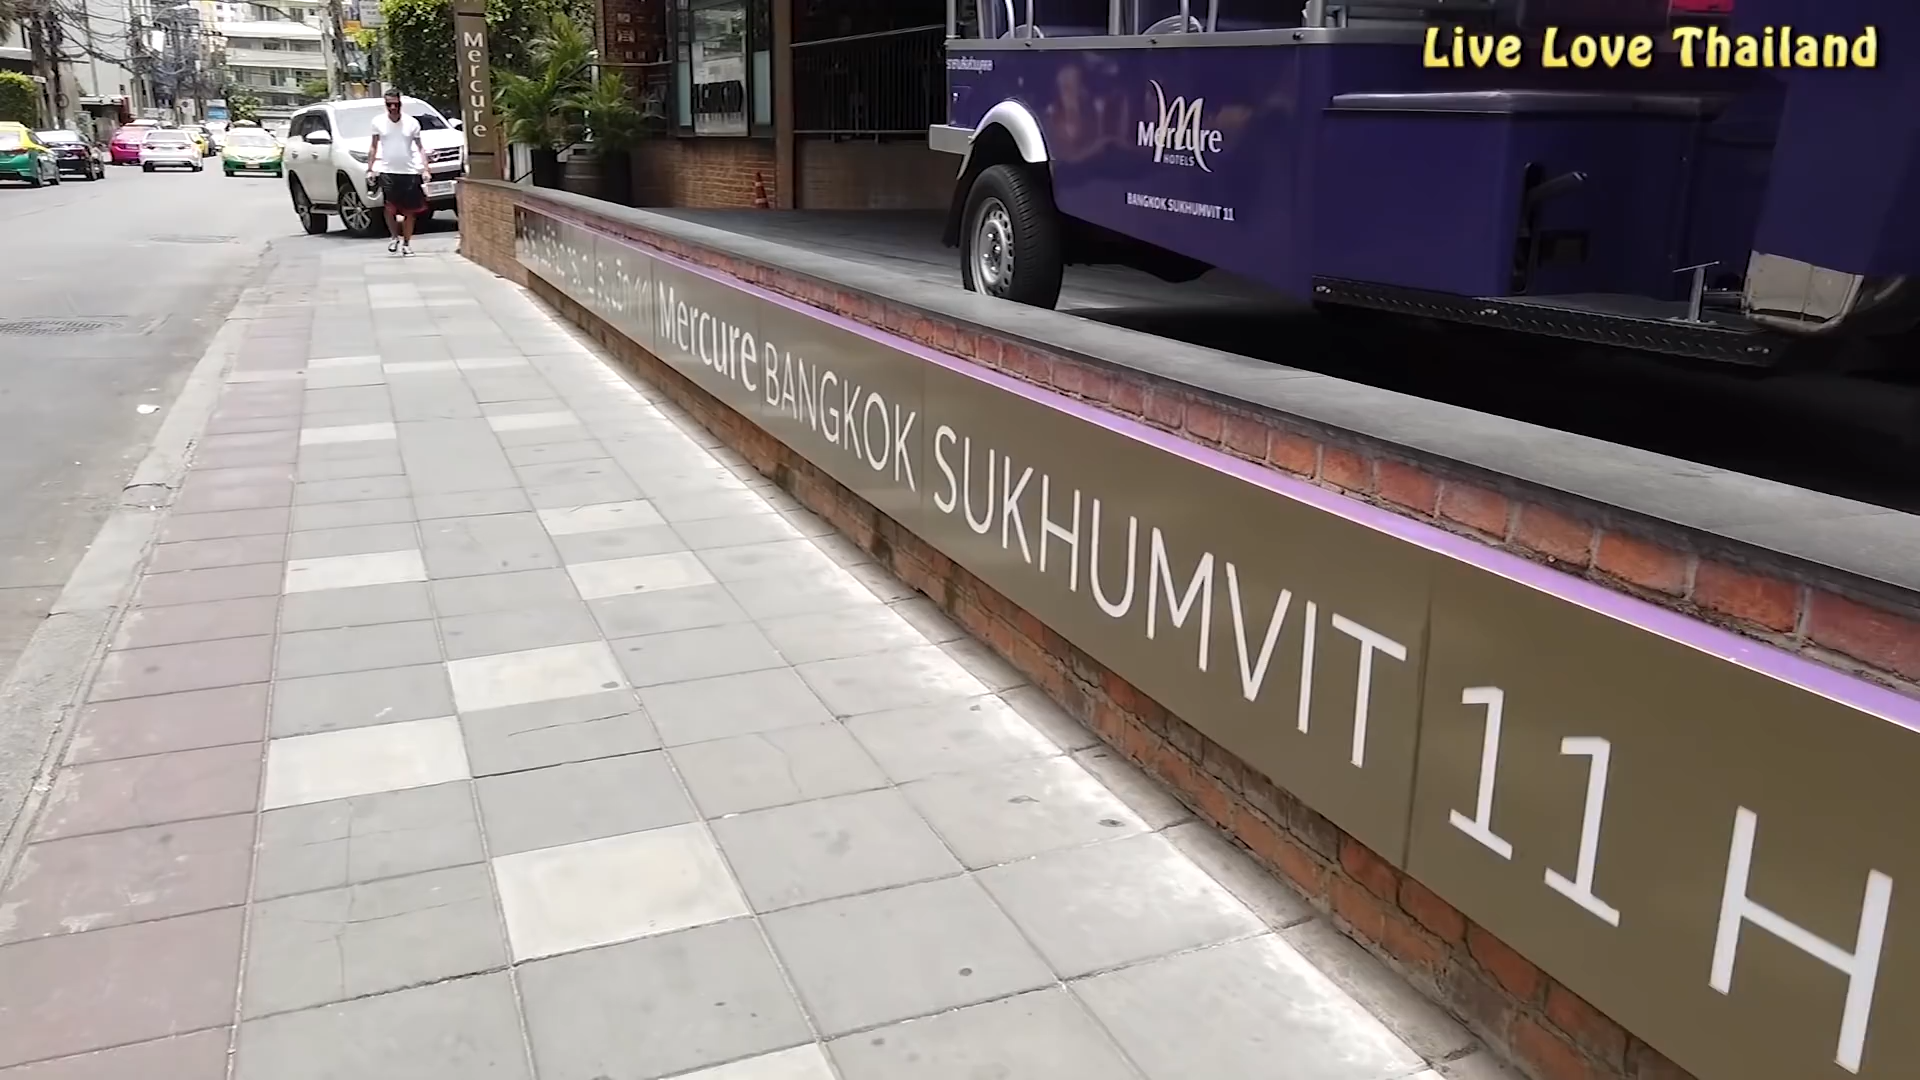 Live Love Thailand
Mercure
Mercure
HOTELS
BANGKOK SUKHUMVIT 11
Mercure BANGKOK SUKHUMVIT 11 H